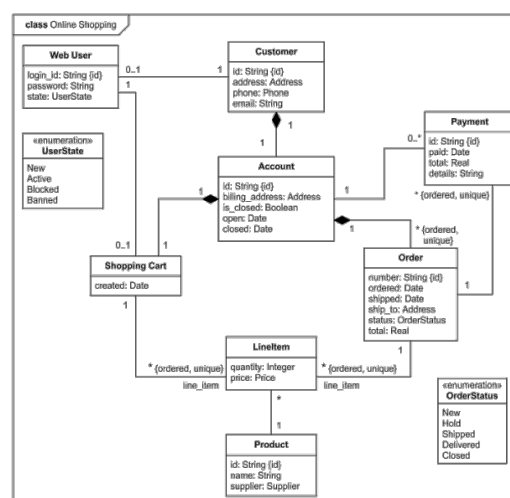 class Online Shopping
Web User
login_id: String {id}
password: String
state: UserState
0..1
1
1
Customer
id: String {id}
address: Address
phone: Phone
email: String
1
1
«enumeration»
UserState
New
Active
Blocked
Banned
Account
id: String {id}
billing_address: Address
is_closed: Boolean
open: Date
closed: Date
1
1
1
0..*
Payment
id: String {id}
paid: Date
total: Real
details: String
* {ordered, unique}
1
* {ordered,
unique}
0..1
1
Shopping Cart
created: Date
1
Order
number: String {id}
ordered: Date
shipped: Date
ship_to: Address
status: OrderStatus
total: Real
1
1
LineItem
quantity: Integer
price: Price
* {ordered, unique}
line_item
* {ordered, unique}
line_item
*
1
Product
id: String {id}
name: String
supplier: Supplier
«enumeration»
OrderStatus
New
Hold
Shipped
Delivered
Closed